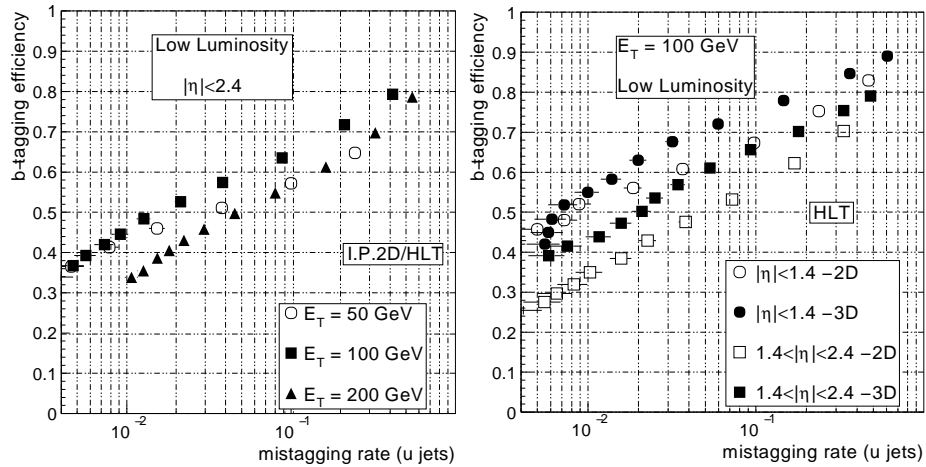 b-tagging efficiency
1
0.9
0.8
0.7
0.6
0.5
0.4
0.3
0.2
0.1
0
Low Luminosity
|η|<2.4
I.P.2D/HLT
E_T = 50 GeV
E_T = 100 GeV
E_T = 200 GeV
10^-2
10^-1
mistagging rate (u jets)
b-tagging efficiency
1
0.9
0.8
0.7
0.6
0.5
0.4
0.3
0.2
0.1
0
E_T = 100 GeV
Low Luminosity
HLT
|η|<1.4 −2D
|η|<1.4 −3D
1.4<|η|<2.4 −2D
1.4<|η|<2.4 −3D
10^-2
10^-1
mistagging rate (u jets)